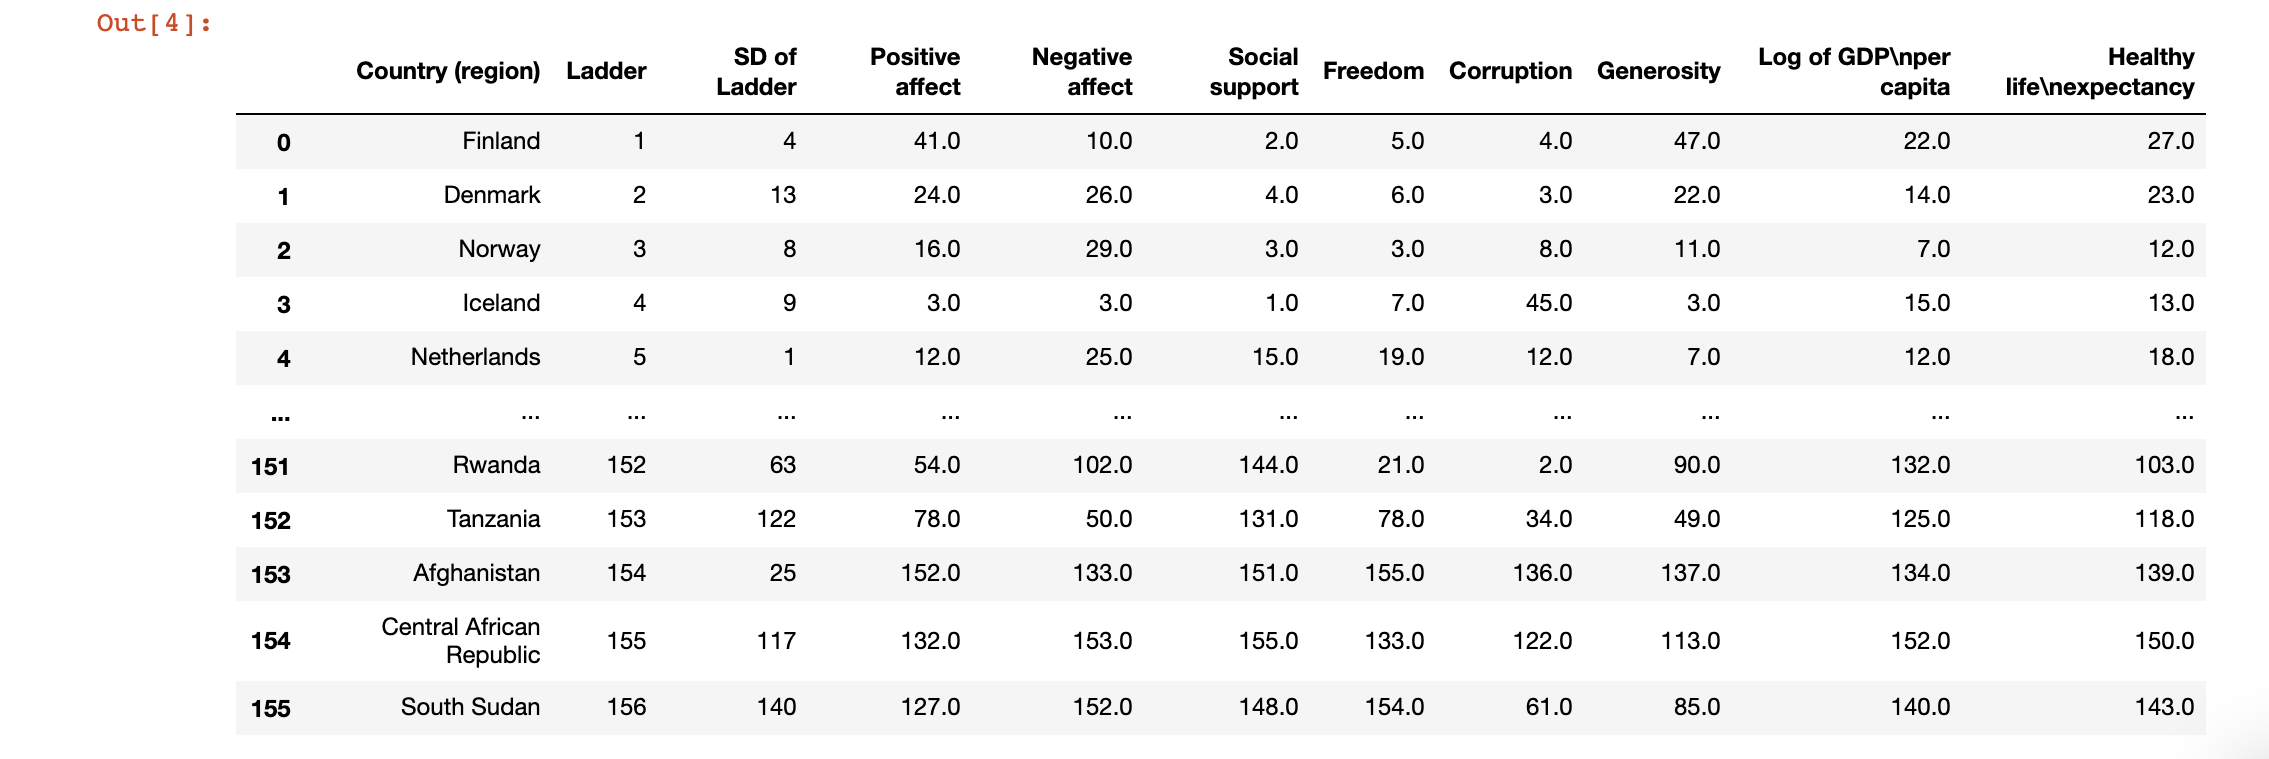 Out[4]:
Country (region) Ladder SD of Ladder Positive affect Negative affect Social support Freedom Corruption Generosity Log of GDP\nper capita Healthy life\nexpectancy
0 Finland 1 4 41.0 10.0 2.0 5.0 4.0 47.0 22.0 27.0
1 Denmark 2 13 24.0 26.0 4.0 6.0 3.0 22.0 14.0 23.0
2 Norway 3 8 16.0 29.0 3.0 3.0 8.0 11.0 7.0 12.0
3 Iceland 4 9 3.0 3.0 1.0 7.0 45.0 3.0 15.0 13.0
4 Netherlands 5 1 12.0 25.0 15.0 19.0 12.0 7.0 12.0 18.0
... ... ... ... ... ... ... ... ... ... ... ...
151 Rwanda 152 63 54.0 102.0 144.0 21.0 2.0 90.0 132.0 103.0
152 Tanzania 153 122 78.0 50.0 131.0 78.0 34.0 49.0 125.0 118.0
153 Afghanistan 154 25 152.0 133.0 151.0 155.0 136.0 137.0 134.0 139.0
154 Central African Republic 155 117 132.0 153.0 155.0 133.0 122.0 113.0 152.0 150.0
155 South Sudan 156 140 127.0 152.0 148.0 154.0 61.0 85.0 140.0 143.0